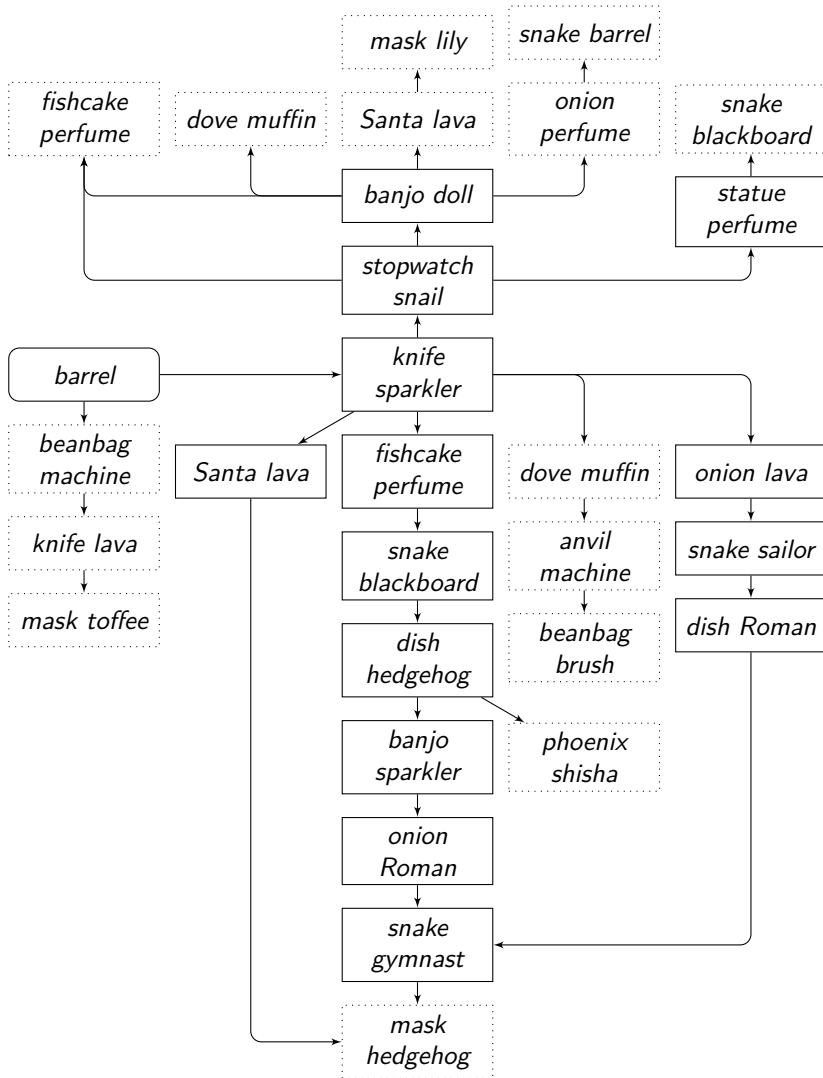 mask lily
snake barrel
fishcake
perfume
dove muffin
Santa lava
onion
perfume
snake
blackboard
banjo doll
statue
perfume
stopwatch
snail
barrel
knife
sparkler
beanbag
machine
Santa lava
fishcake
perfume
dove muffin
onion lava
knife lava
snake
blackboard
anvil
machine
snake sailor
mask toffee
dish
hedgehog
beanbag
brush
dish Roman
banjo
sparkler
phoenix
shisha
onion
Roman
snake
gymnast
mask
hedgehog